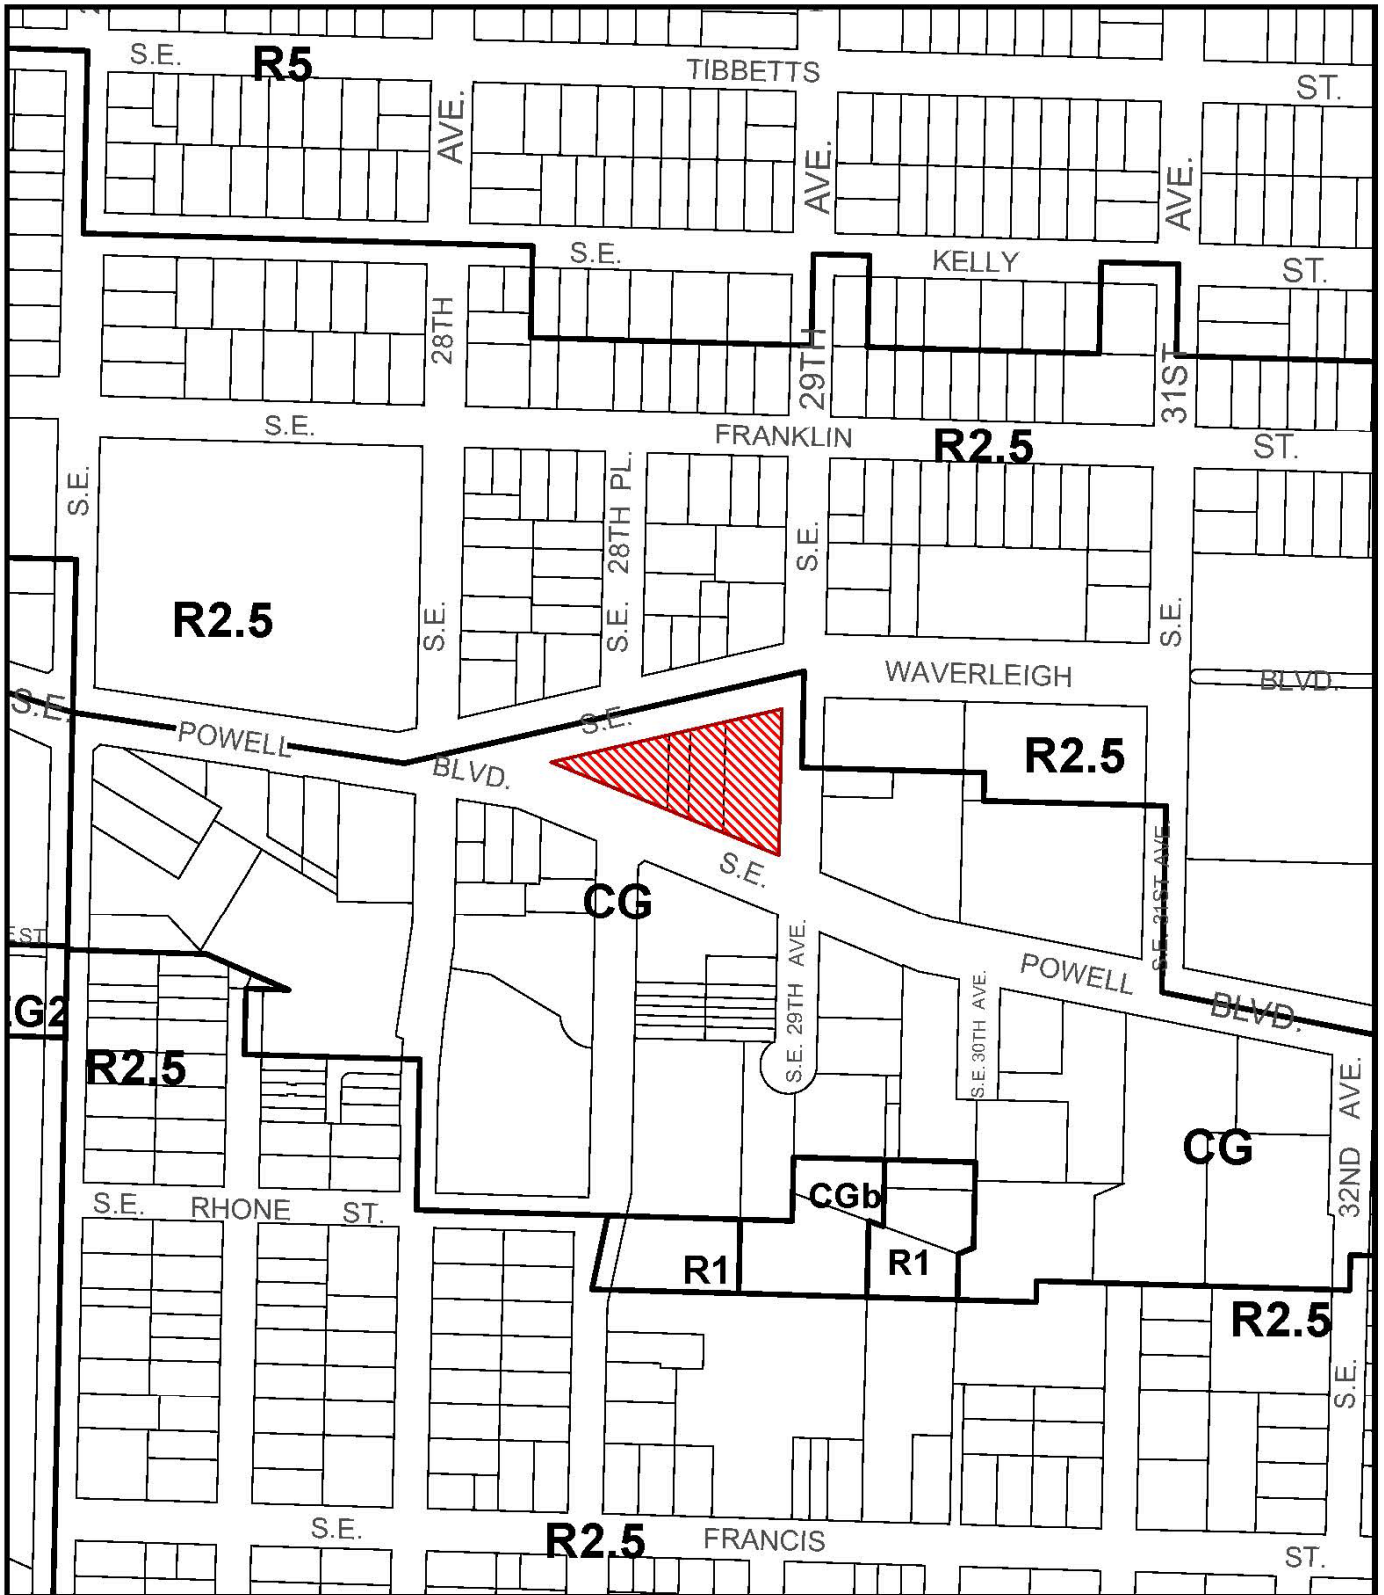 S.E.
R5
TIBBETTS
ST.
AVE.
AVE.
AVE.
S.E.
KELLY
ST.
28TH
29TH
31ST
S.E.
FRANKLIN
R2.5
ST.
S.E.
28TH PL.
S.E.
R2.5
S.E.
S.E.
S.E.
WAVERLEIGH
BLVD.
S.E.
POWELL
S.E.
BLVD.
R2.5
S.E.
CG
S.E. 31ST AVE.
S.E. 29TH AVE.
POWELL
BLVD.
S.E. 30TH AVE.
R2.5
32ND AVE.
CG
CGb
S.E.
RHONE
ST.
R1
R1
R2.5
S.E.
S.E.
R2.5
FRANCIS
ST.